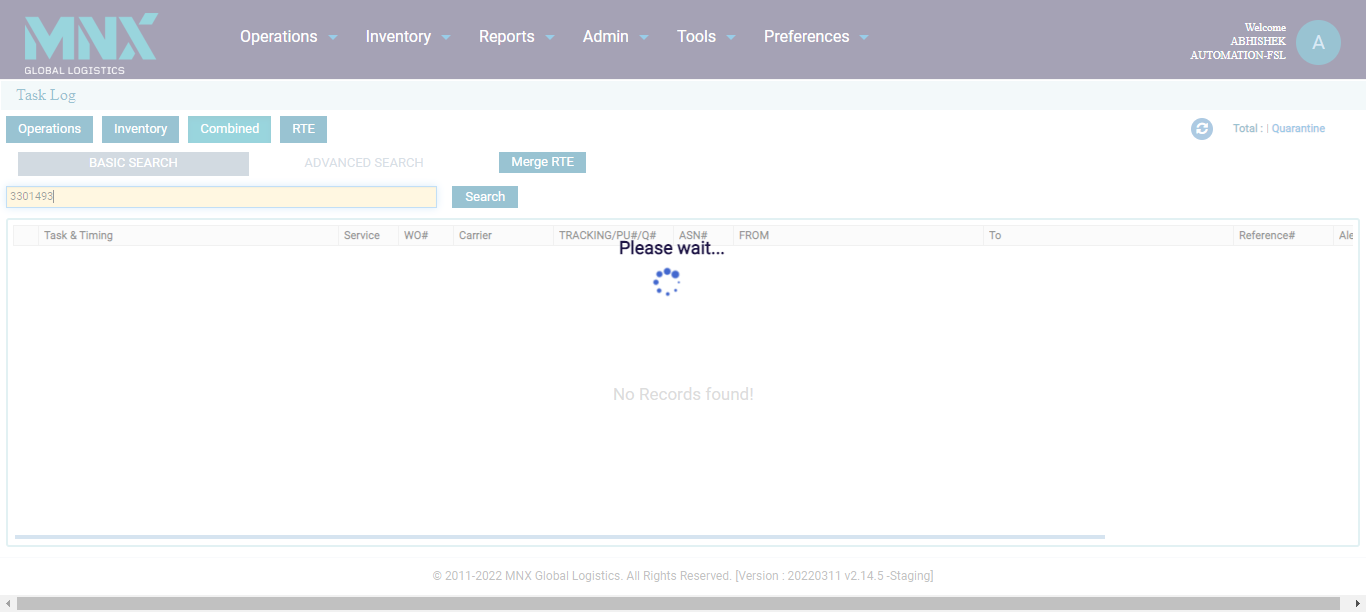 MNX
GLOBAL LOGISTICS
Operations Inventory Reports Admin Tools Preferences
Welcome
ABHISHEK
AUTOMATION-FSL
A
Task Log
Operations Inventory Combined RTE
Total : | Quarantine
BASIC SEARCH ADVANCED SEARCH Merge RTE
3301493 Search
Task & Timing Service WO# Carrier TRACKING/PU#/Q# ASN# FROM To Reference# Ale
Please wait...
No Records found!
© 2011-2022 MNX Global Logistics. All Rights Reserved. [Version : 20220311 v2.14.5 -Staging]